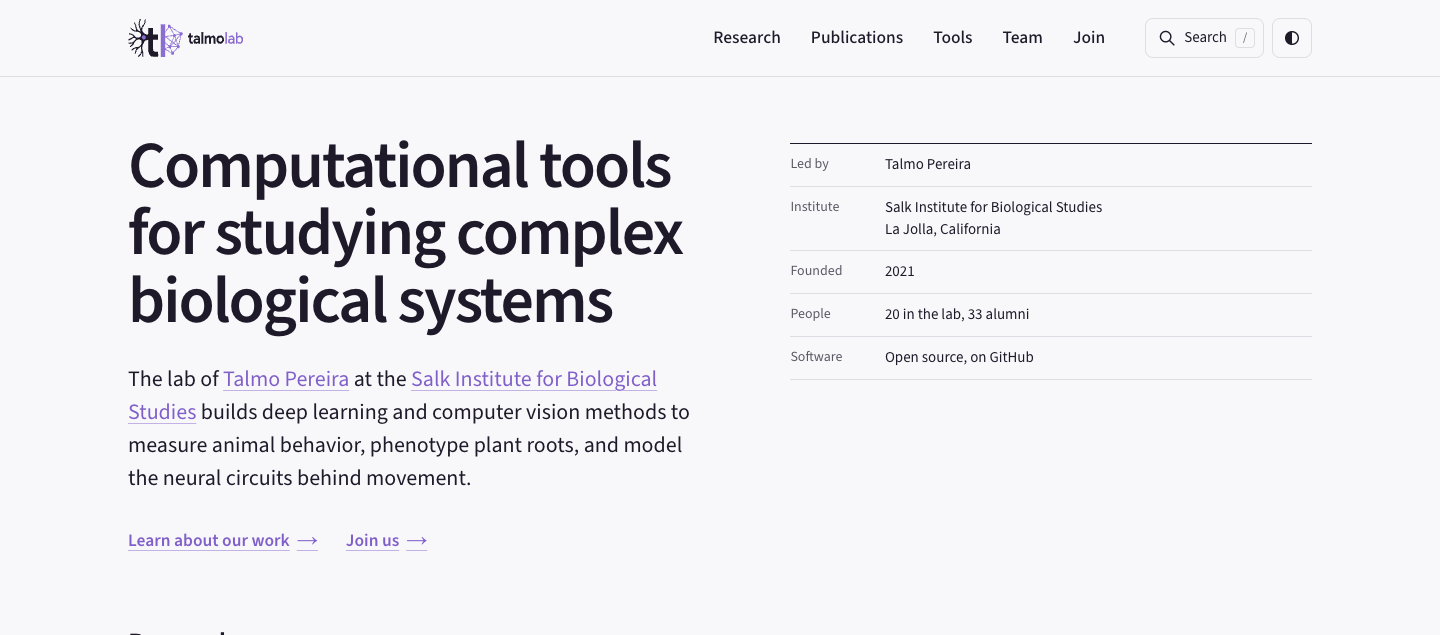 talmolab
Research Publications Tools Team Join Search /
Computational tools
for studying complex
biological systems
The lab of Talmo Pereira at the Salk Institute for Biological
Studies builds deep learning and computer vision methods to
measure animal behavior, phenotype plant roots, and model
the neural circuits behind movement.
Learn about our work → Join us →
Led by Talmo Pereira
Institute Salk Institute for Biological Studies
La Jolla, California
Founded 2021
People 20 in the lab, 33 alumni
Software Open source, on GitHub